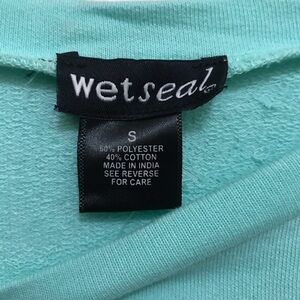 wetseal
S
60% POLYESTER
40% COTTON
MADE IN INDIA
SEE REVERSE
FOR CARE